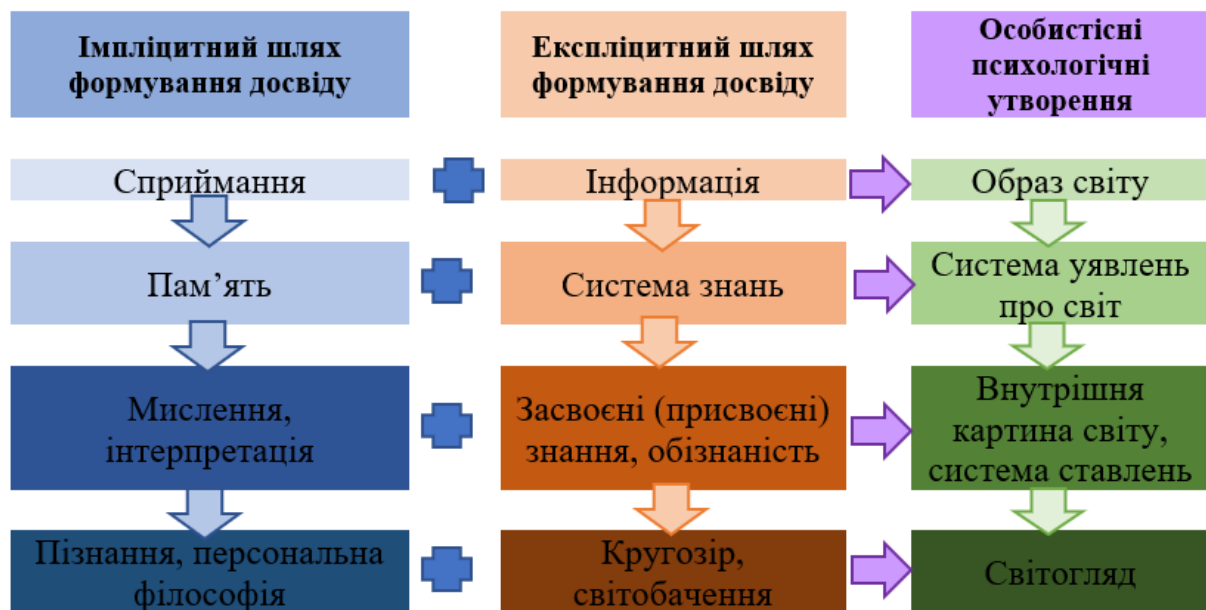 Імпліцитний шлях
формування досвіду
Експліцитний шлях
формування досвіду
Особистісні
психологічні
утворення
Сприймання
Інформація
Образ світу
Пам’ять
Система знань
Система уявлень
про світ
Мислення,
інтерпретація
Засвоєні (присвоєні)
знання, обізнаність
Внутрішня
картина світу,
система ставлень
Пізнання, персональна
філософія
Кругозір,
світобачення
Світогляд